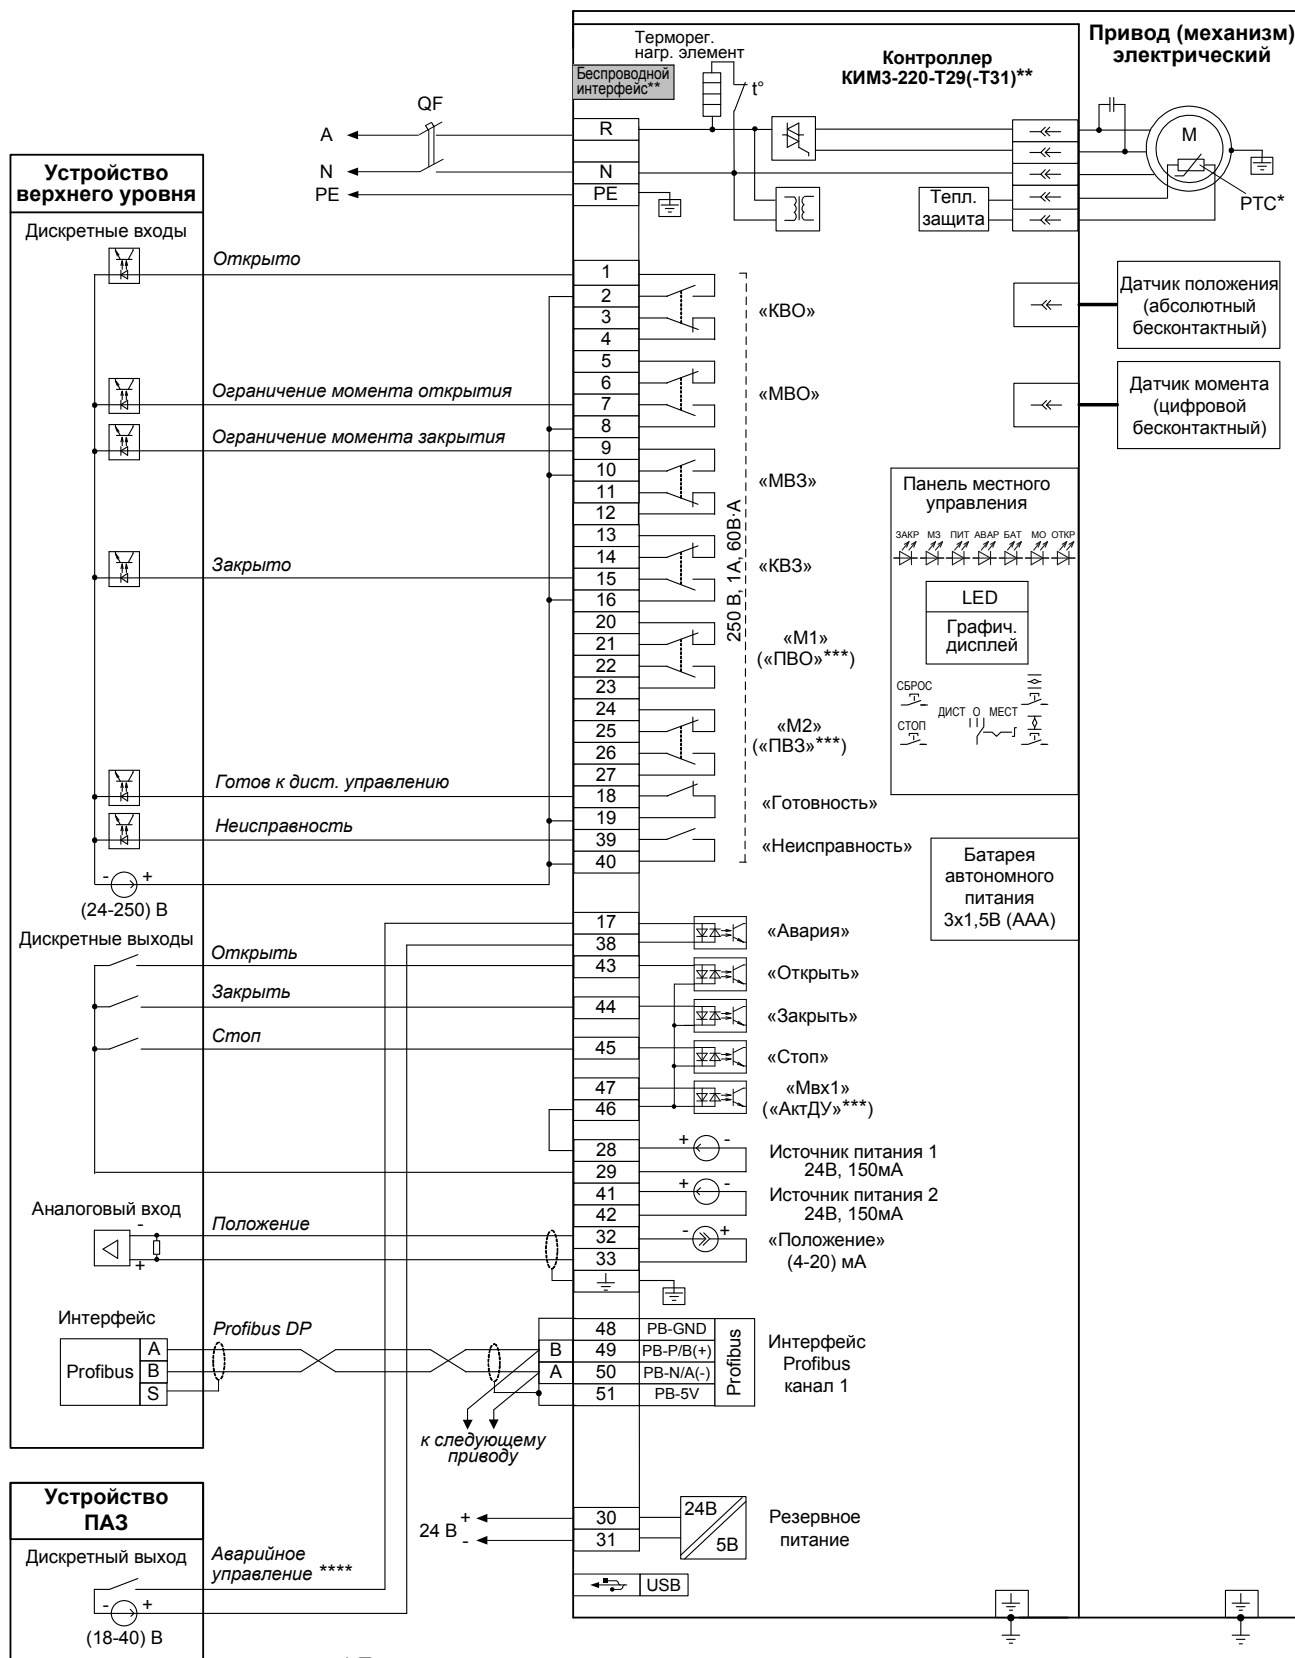 Привод (механизм)
электрический
Терморег.
нагр. элемент
Контроллер
КИМ3-220-Т29(-Т31)**
Беспроводной
интерфейс**
t°
QF
A
R
N
N
PE
PE
M
PTC*
Тепл.
защита
Устройство
верхнего уровня
Дискретные входы
Открыто
1
2
3
4
«КВО»
Датчик положения
(абсолютный
бесконтактный)
5
6
7
8
Ограничение момента открытия
«МВО»
Датчик момента
(цифровой
бесконтактный)
Ограничение момента закрытия
9
10
11
12
«МВЗ»
250 В, 1А, 60В·А
Панель местного
управления
ЗАКР МЗ ПИТ АВАР БАТ МО ОТКР
LED
Графич.
дисплей
СБРОС
СТОП
ДИСТ О МЕСТ
13
14
Закрыто
15
16
«КВЗ»
20
21
22
23
«М1»
(«ПВО»***)
24
25
26
27
«М2»
(«ПВЗ»***)
Готов к дист. управлению
18
19
«Готовность»
Неисправность
39
40
«Неисправность»
- +
(24-250) В
Батарея
автономного
питания
3х1,5В (ААА)
Дискретные выходы
17
38
«Авария»
Открыть
43
«Открыть»
Закрыть
44
«Закрыть»
Стоп
45
«Стоп»
47
46
«Мвх1»
(«АктДУ»***)
28
29
+ -
Источник питания 1
24В, 150мА
41
42
+ -
Источник питания 2
24В, 150мА
Аналоговый вход
-
+
Положение
32
33
- +
«Положение»
(4-20) мА
Интерфейс
Profibus
A
B
S
Profibus DP
B
A
48 PB-GND
49 PB-P/B(+)
50 PB-N/A(-)
51 PB-5V
Profibus
Интерфейс
Profibus
канал 1
к следующему
приводу
Устройство
ПАЗ
Дискретный выход
Аварийное
управление ****
- +
(18-40) В
24 В
+
-
30
31
24В
5В
Резервное
питание
USB